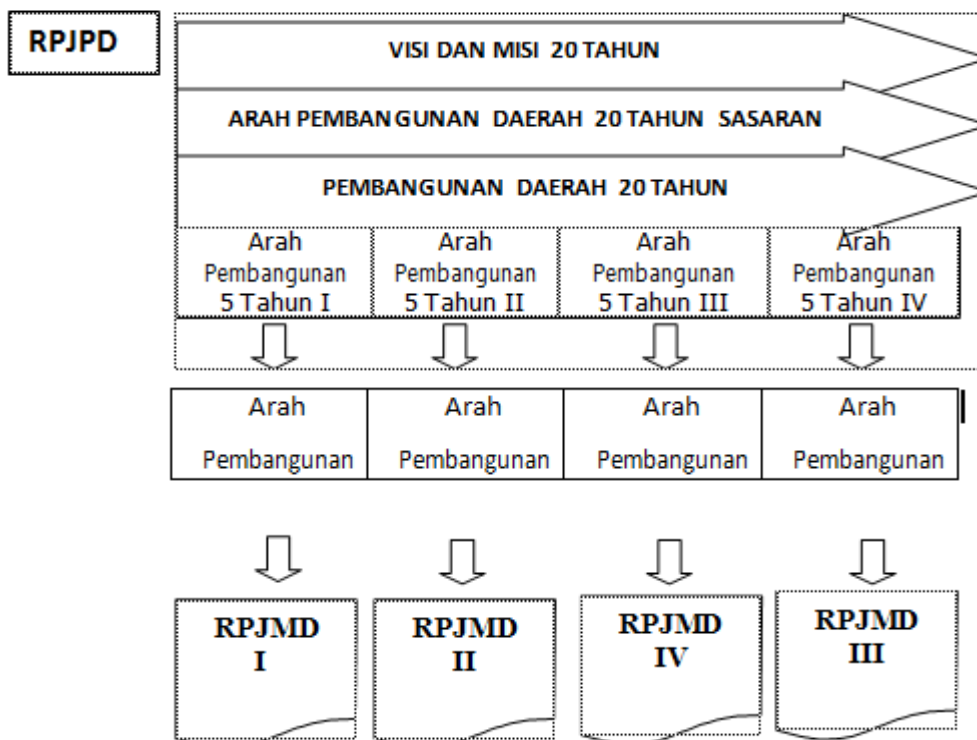 RPJPD
VISI DAN MISI 20 TAHUN
ARAH PEMBANGUNAN DAERAH 20 TAHUN SASARAN
PEMBANGUNAN DAERAH 20 TAHUN
Arah
Pembangunan
5 Tahun I
Arah
Pembangunan
5 Tahun II
Arah
Pembangunan
5 Tahun III
Arah
Pembangunan
5 Tahun IV
Arah
Pembangunan
Arah
Pembangunan
Arah
Pembangunan
Arah
Pembangunan
RPJMD
I
RPJMD
II
RPJMD
IV
RPJMD
III